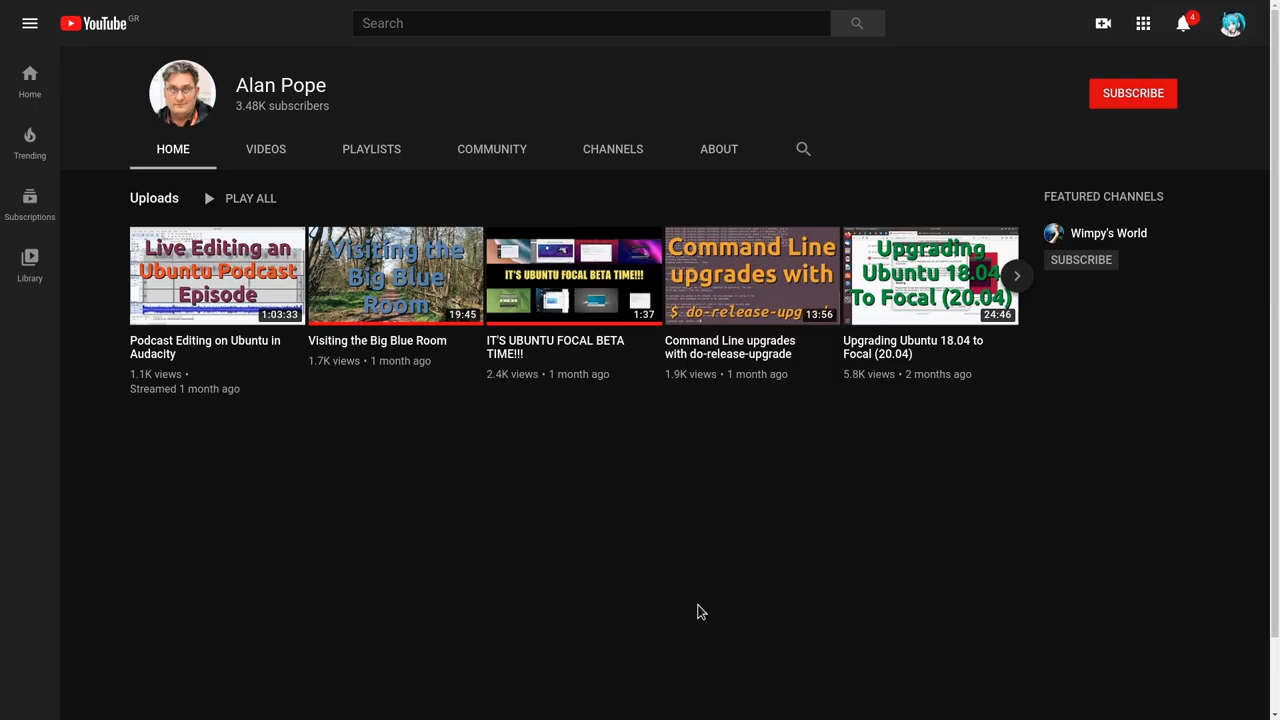 YouTube GR
Search
4
Home
Trending
Subscriptions
Library
Alan Pope
3.48K subscribers
SUBSCRIBE
HOME VIDEOS PLAYLISTS COMMUNITY CHANNELS ABOUT
Uploads PLAY ALL
Live Editing an
Ubuntu Podcast
Episode
1:03:33
Podcast Editing on Ubuntu in
Audacity
1.1K views •
Streamed 1 month ago
Visiting the
Big Blue
Room
19:45
Visiting the Big Blue Room
1.7K views • 1 month ago
IT'S UBUNTU FOCAL BETA TIME!!!
1:37
IT'S UBUNTU FOCAL BETA
TIME!!!
2.4K views • 1 month ago
Command Line
upgrades with
$ do-release-upg
13:56
Command Line upgrades
with do-release-upgrade
1.9K views • 1 month ago
Upgrading
Ubuntu 18.04
To Focal (20.04)
24:46
Upgrading Ubuntu 18.04 to
Focal (20.04)
5.8K views • 2 months ago
FEATURED CHANNELS
Wimpy's World
SUBSCRIBE